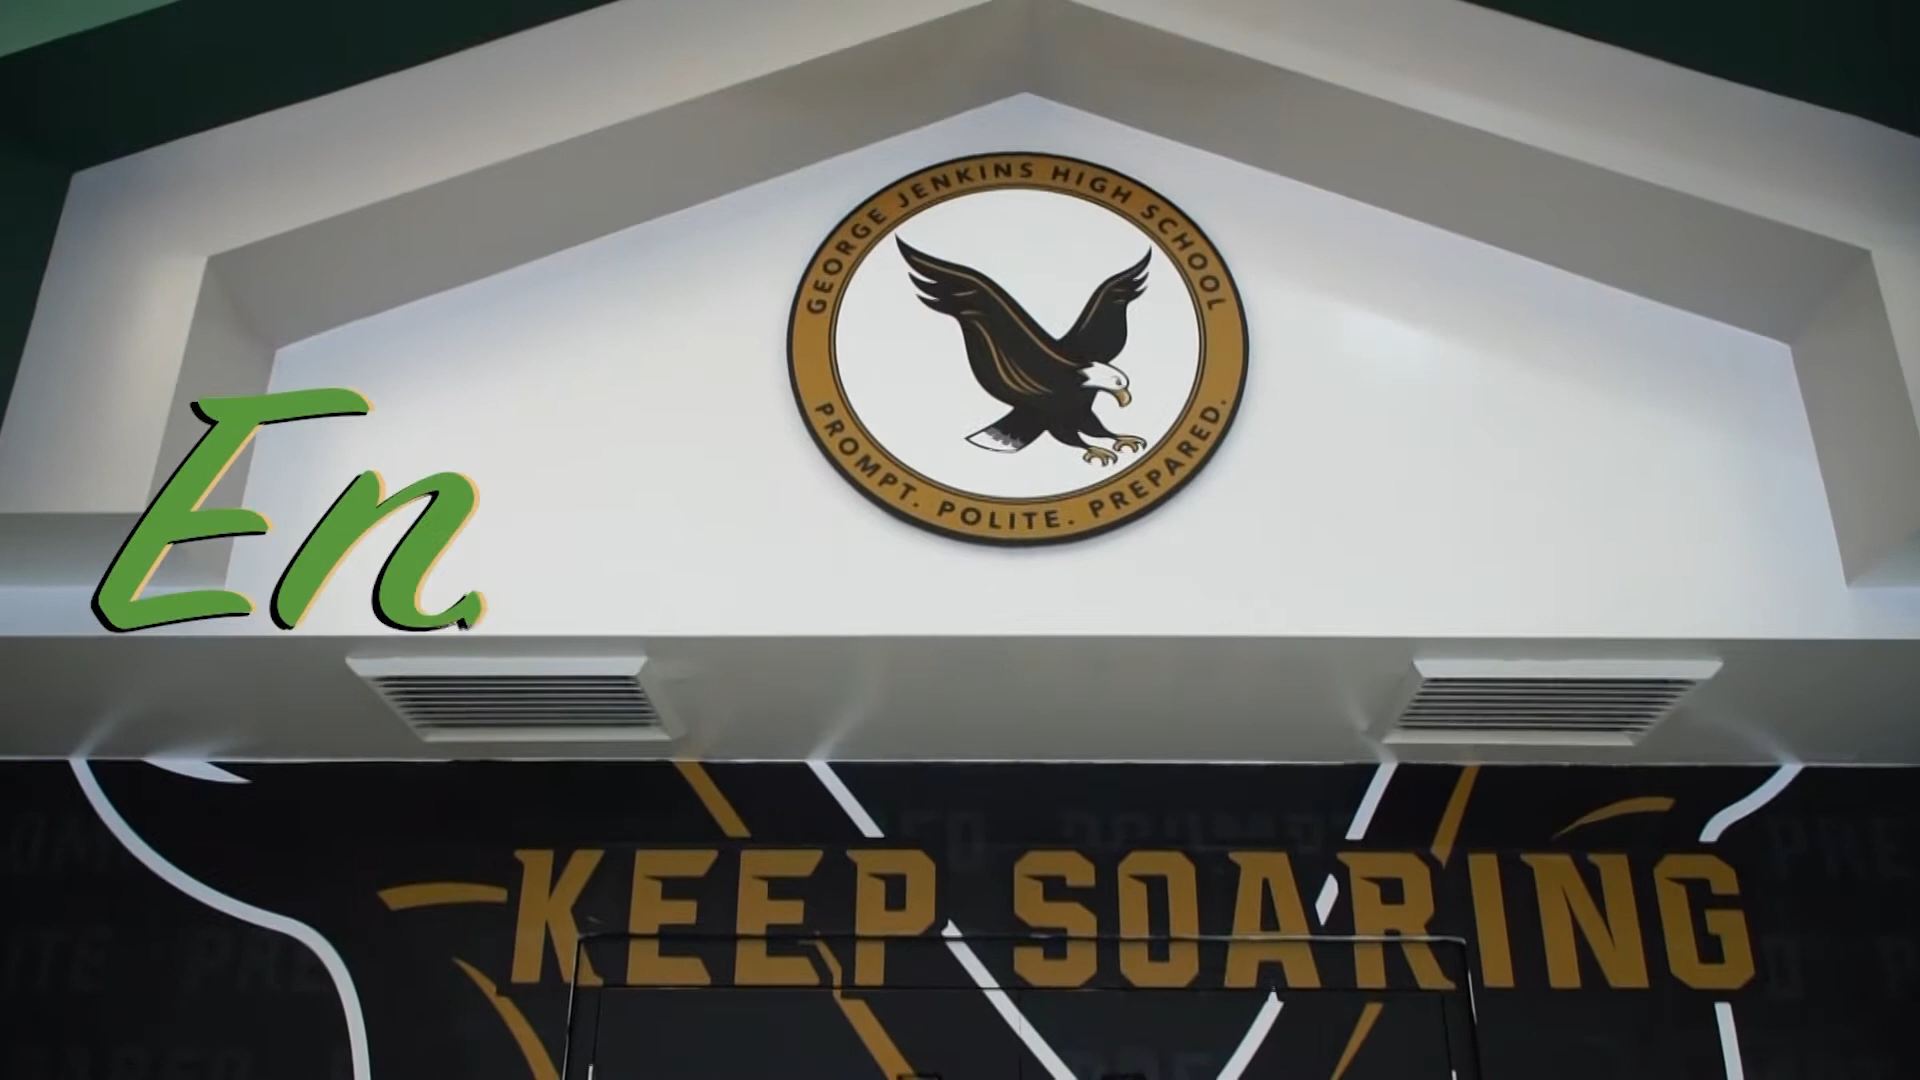 GEORGE JENKINS HIGH SCHOOL
PROMPT. POLITE. PREPARED.
En
KEEP SOARING